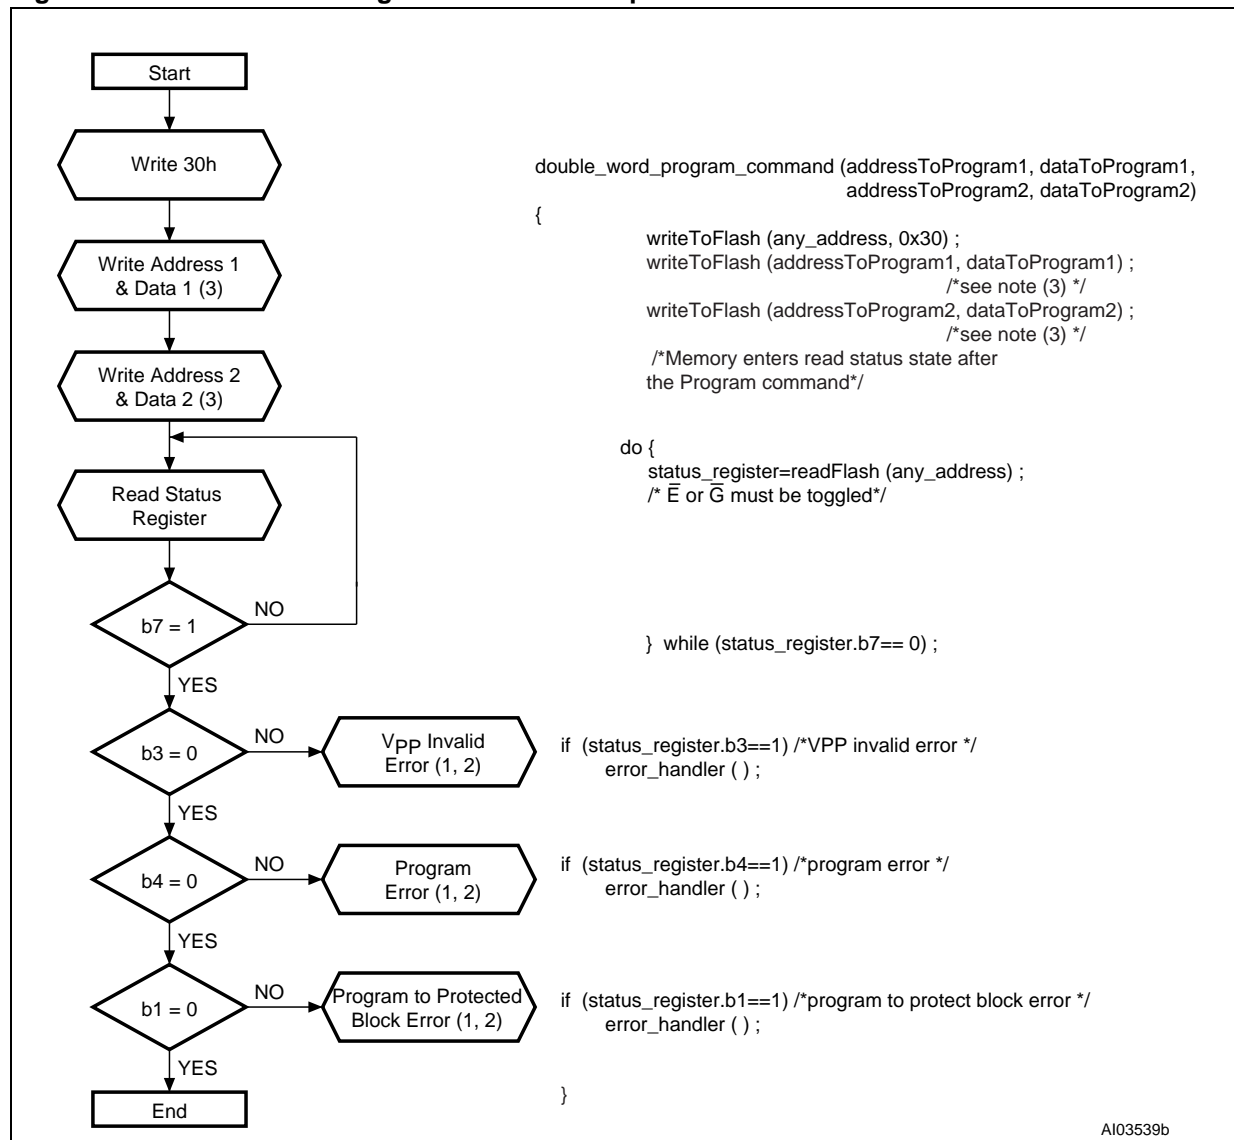 Start
Write 30h
Write Address 1
& Data 1 (3)
Write Address 2
& Data 2 (3)
Read Status
Register
b7 = 1
NO
YES
b3 = 0
NO
VPP Invalid
Error (1, 2)
YES
b4 = 0
NO
Program
Error (1, 2)
YES
b1 = 0
NO
Program to Protected
Block Error (1, 2)
YES
End
double_word_program_command (addressToProgram1, dataToProgram1,
addressToProgram2, dataToProgram2)
{
writeToFlash (any_address, 0x30) ;
writeToFlash (addressToProgram1, dataToProgram1) ;
/*see note (3) */
writeToFlash (addressToProgram2, dataToProgram2) ;
/*see note (3) */
/*Memory enters read status state after
the Program command*/
do {
status_register=readFlash (any_address) ;
/* E̅ or G̅ must be toggled*/
} while (status_register.b7== 0) ;
if (status_register.b3==1) /*VPP invalid error */
error_handler ( ) ;
if (status_register.b4==1) /*program error */
error_handler ( ) ;
if (status_register.b1==1) /*program to protect block error */
error_handler ( ) ;
}
AI03539b